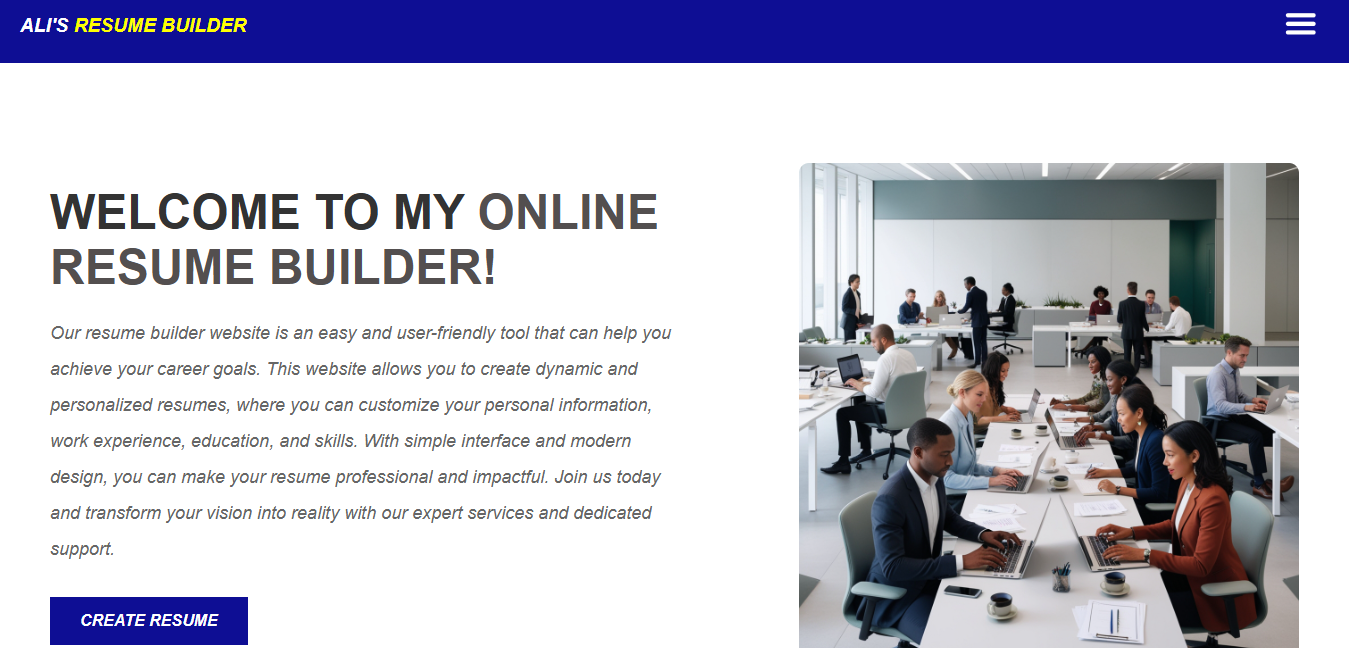 ALI'S RESUME BUILDER
WELCOME TO MY ONLINE
RESUME BUILDER!
Our resume builder website is an easy and user-friendly tool that can help you
achieve your career goals. This website allows you to create dynamic and
personalized resumes, where you can customize your personal information,
work experience, education, and skills. With simple interface and modern
design, you can make your resume professional and impactful. Join us today
and transform your vision into reality with our expert services and dedicated
support.
CREATE RESUME